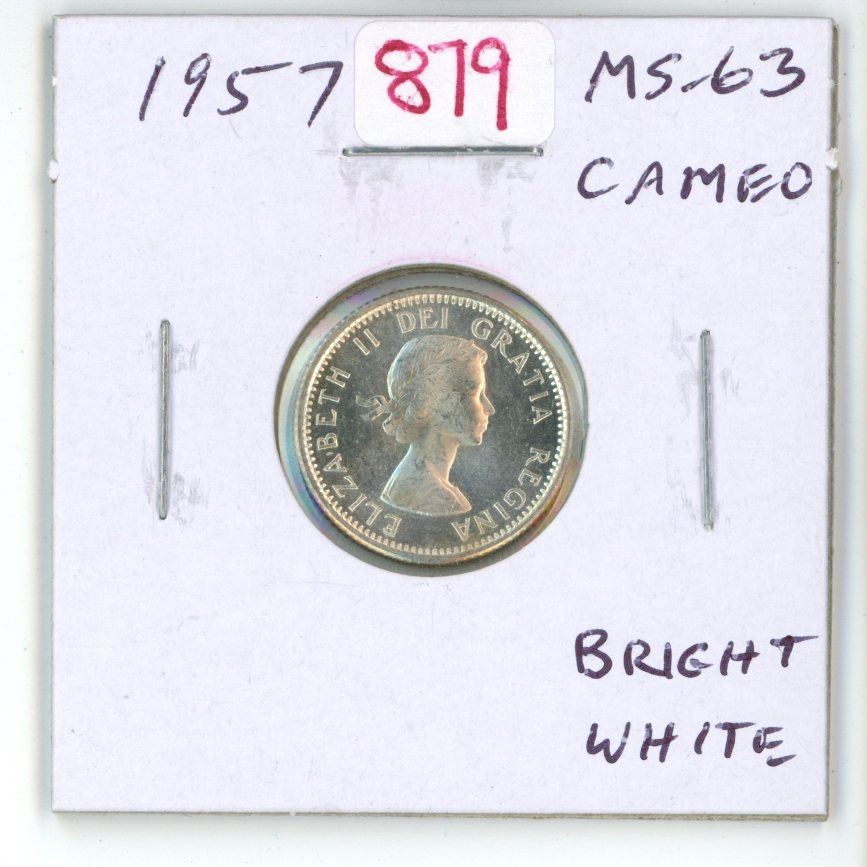 1957
879
MS-63
CAMEO
ELIZABETH II DEI GRATIA REGINA
BRIGHT
WHITE